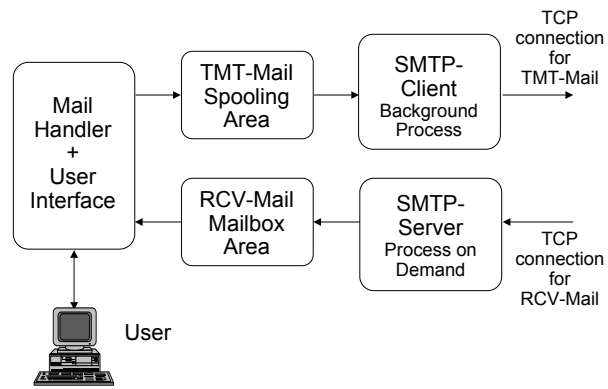 Mail
Handler
+
User
Interface
TMT-Mail
Spooling
Area
SMTP-
Client
Background
Process
TCP
connection
for
TMT-Mail
RCV-Mail
Mailbox
Area
SMTP-
Server
Process on
Demand
TCP
connection
for
RCV-Mail
User